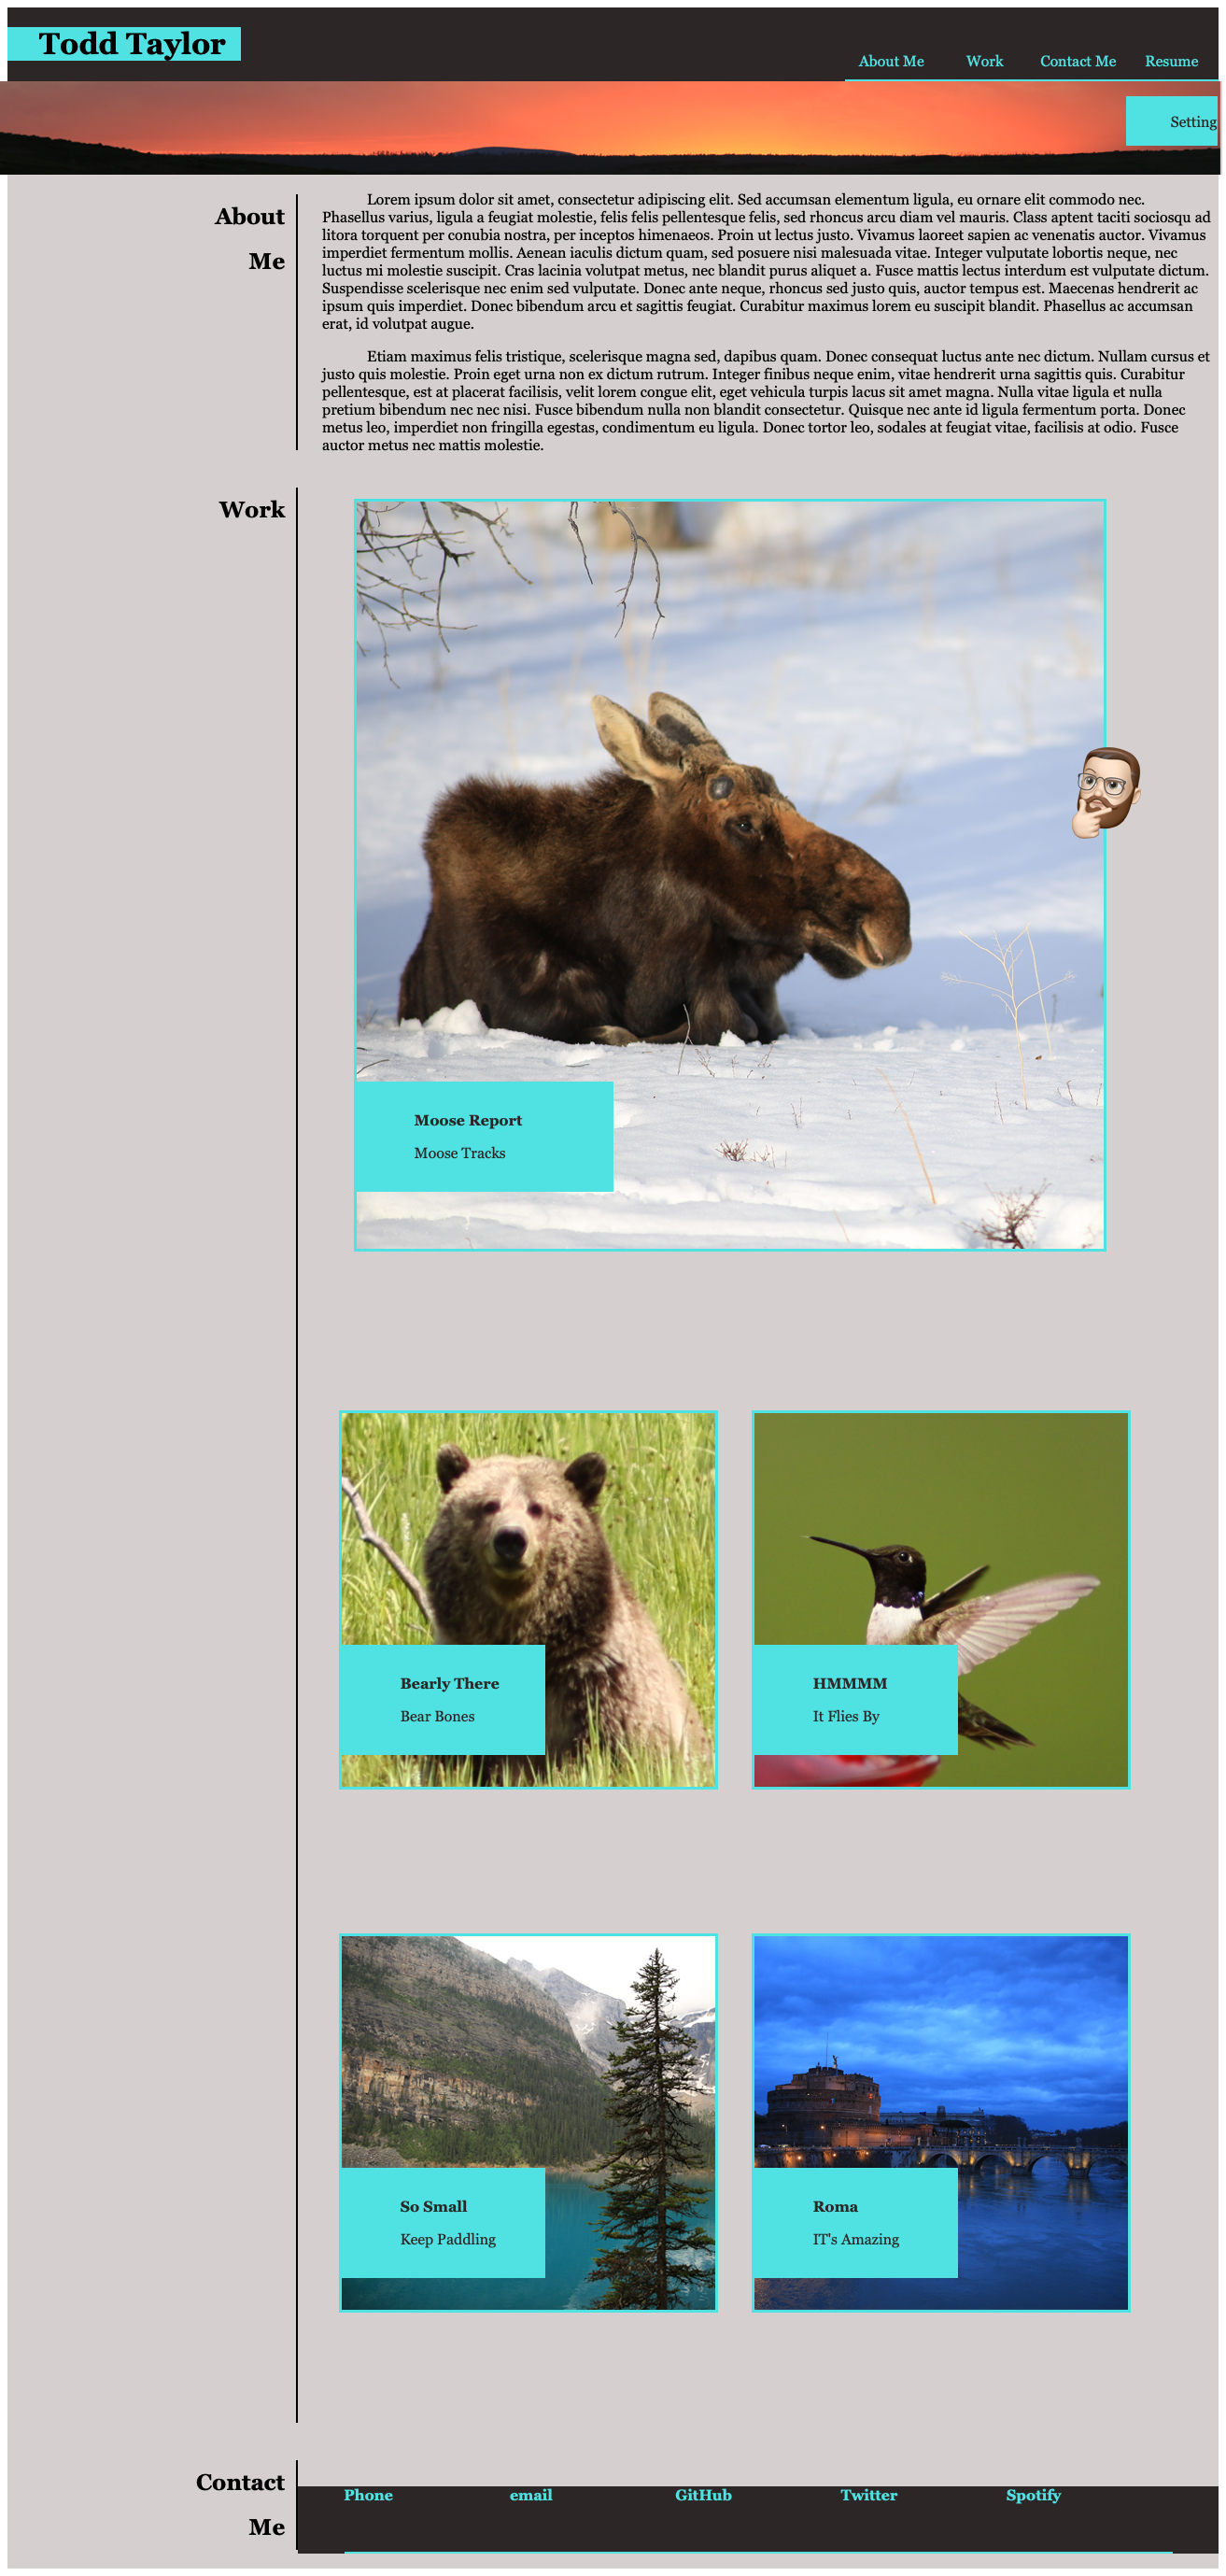 Todd Taylor
About Me Work Contact Me Resume
Setting
About
Me
Lorem ipsum dolor sit amet, consectetur adipiscing elit. Sed accumsan elementum ligula, eu ornare elit commodo nec.
Phasellus varius, ligula a feugiat molestie, felis felis pellentesque felis, sed rhoncus arcu diam vel mauris. Class aptent taciti sociosqu ad
litora torquent per conubia nostra, per inceptos himenaeos. Proin ut lectus justo. Vivamus laoreet sapien ac venenatis auctor. Vivamus
imperdiet fermentum mollis. Aenean iaculis dictum quam, sed posuere nisi malesuada vitae. Integer vulputate lobortis neque, nec
luctus mi molestie suscipit. Cras lacinia volutpat metus, nec blandit purus aliquet a. Fusce mattis lectus interdum est vulputate dictum.
Suspendisse scelerisque nec enim sed vulputate. Donec ante neque, rhoncus sed justo quis, auctor tempus est. Maecenas hendrerit ac
ipsum quis imperdiet. Donec bibendum arcu et sagittis feugiat. Curabitur maximus lorem eu suscipit blandit. Phasellus ac accumsan
erat, id volutpat augue.
Etiam maximus felis tristique, scelerisque magna sed, dapibus quam. Donec consequat luctus ante nec dictum. Nullam cursus et
justo quis molestie. Proin eget urna non ex dictum rutrum. Integer finibus neque enim, vitae hendrerit urna sagittis quis. Curabitur
pellentesque, est at placerat facilisis, velit lorem congue elit, eget vehicula turpis lacus sit amet magna. Nulla vitae ligula et nulla
pretium bibendum nec nec nisi. Fusce bibendum nulla non blandit consectetur. Quisque nec ante id ligula fermentum porta. Donec
metus leo, imperdiet non fringilla egestas, condimentum eu ligula. Donec tortor leo, sodales at feugiat vitae, facilisis at odio. Fusce
auctor metus nec mattis molestie.
Work
Moose Report
Moose Tracks
Bearly There
Bear Bones
HMMMM
It Flies By
So Small
Keep Paddling
Roma
IT's Amazing
Contact
Me
Phone email GitHub Twitter Spotify